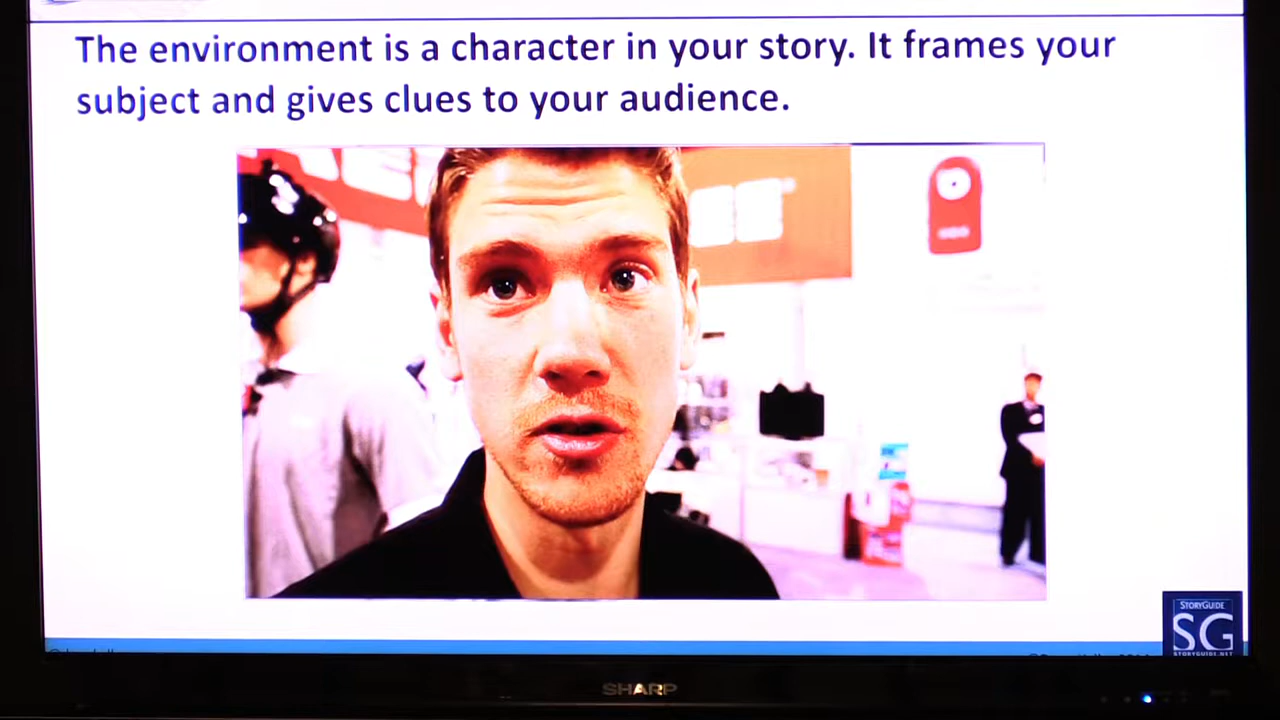 The environment is a character in your story. It frames your
subject and gives clues to your audience.
STORYGUIDE
SG
STORYGUIDE.NET
SHARP